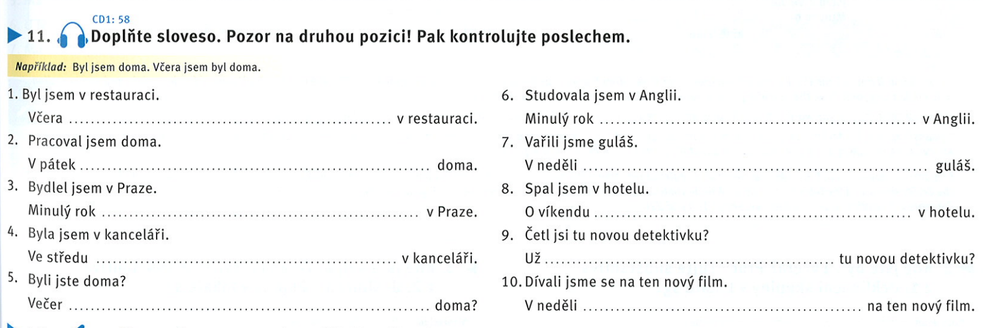 CD1: 58
11. Doplňte sloveso. Pozor na druhou pozici! Pak kontrolujte poslechem.
Například: Byl jsem doma. Včera jsem byl doma.
1. Byl jsem v restauraci.
Včera ........................................ v restauraci.
2. Pracoval jsem doma.
V pátek ........................................ doma.
3. Bydlel jsem v Praze.
Minulý rok ........................................ v Praze.
4. Byla jsem v kanceláři.
Ve středu ........................................ v kanceláři.
5. Byli jste doma?
Večer ........................................ doma?
6. Studovala jsem v Anglii.
Minulý rok ........................................ v Anglii.
7. Vařili jsme guláš.
V neděli ........................................ guláš.
8. Spal jsem v hotelu.
O víkendu ........................................ v hotelu.
9. Četl jsi tu novou detektivku?
Už ........................................ tu novou detektivku?
10. Dívali jsme se na ten nový film.
V neděli ........................................ na ten nový film.